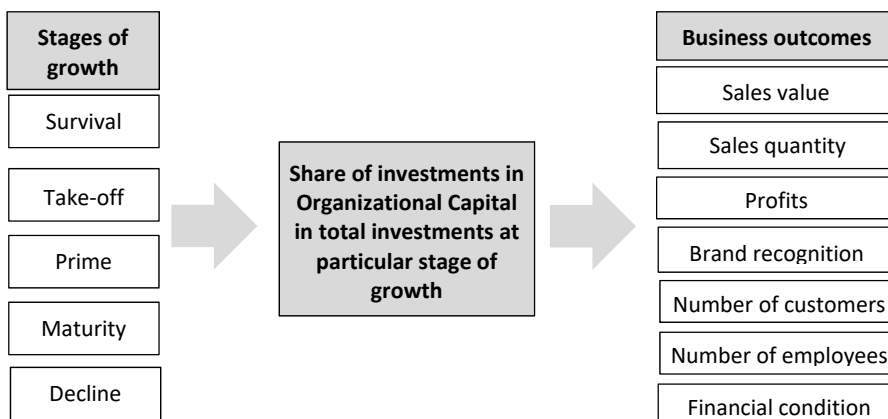 Stages of
growth
Survival
Take-off
Prime
Maturity
Decline
Share of investments in
Organizational Capital
in total investments at
particular stage of
growth
Business outcomes
Sales value
Sales quantity
Profits
Brand recognition
Number of customers
Number of employees
Financial condition